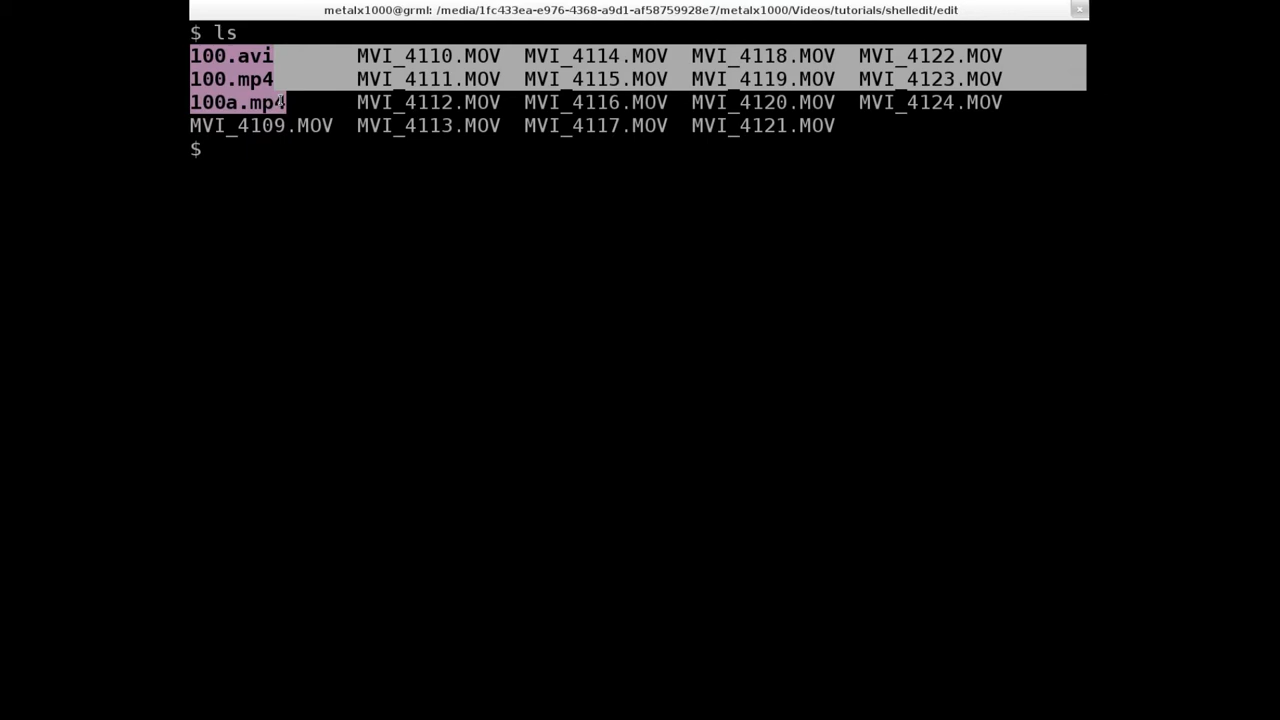 metalx1000@grml: /media/1fc433ea-e976-4368-a9d1-af58759928e7/metalx1000/Videos/tutorials/shelledit/edit
$ ls
100.avi MVI_4110.MOV MVI_4114.MOV MVI_4118.MOV MVI_4122.MOV
100.mp4 MVI_4111.MOV MVI_4115.MOV MVI_4119.MOV MVI_4123.MOV
100a.mp4 MVI_4112.MOV MVI_4116.MOV MVI_4120.MOV MVI_4124.MOV
MVI_4109.MOV MVI_4113.MOV MVI_4117.MOV MVI_4121.MOV
$